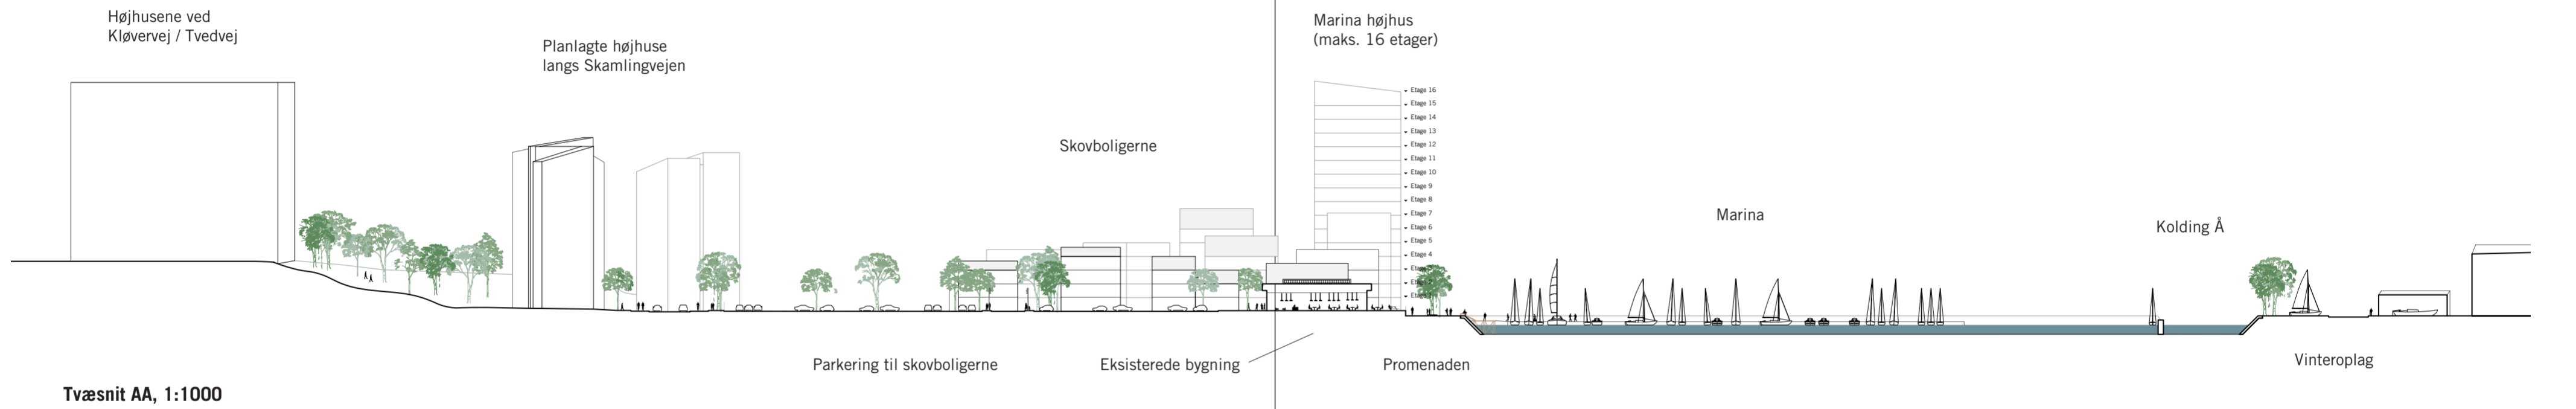 Højhusene ved
Kløvervej / Tvedvej
Planlagte højhuse
langs Skamlingvejen
Skovboligerne
Marina højhus
(maks. 16 etager)
Etage 16
Etage 15
Etage 14
Etage 13
Etage 12
Etage 11
Etage 10
Etage 9
Etage 8
Etage 7
Etage 6
Etage 5
Etage 4
Marina
Kolding Å
Parkering til skovboligerne
Eksisterede bygning
Promenaden
Vinteroplag
Tvæsnit AA, 1:1000